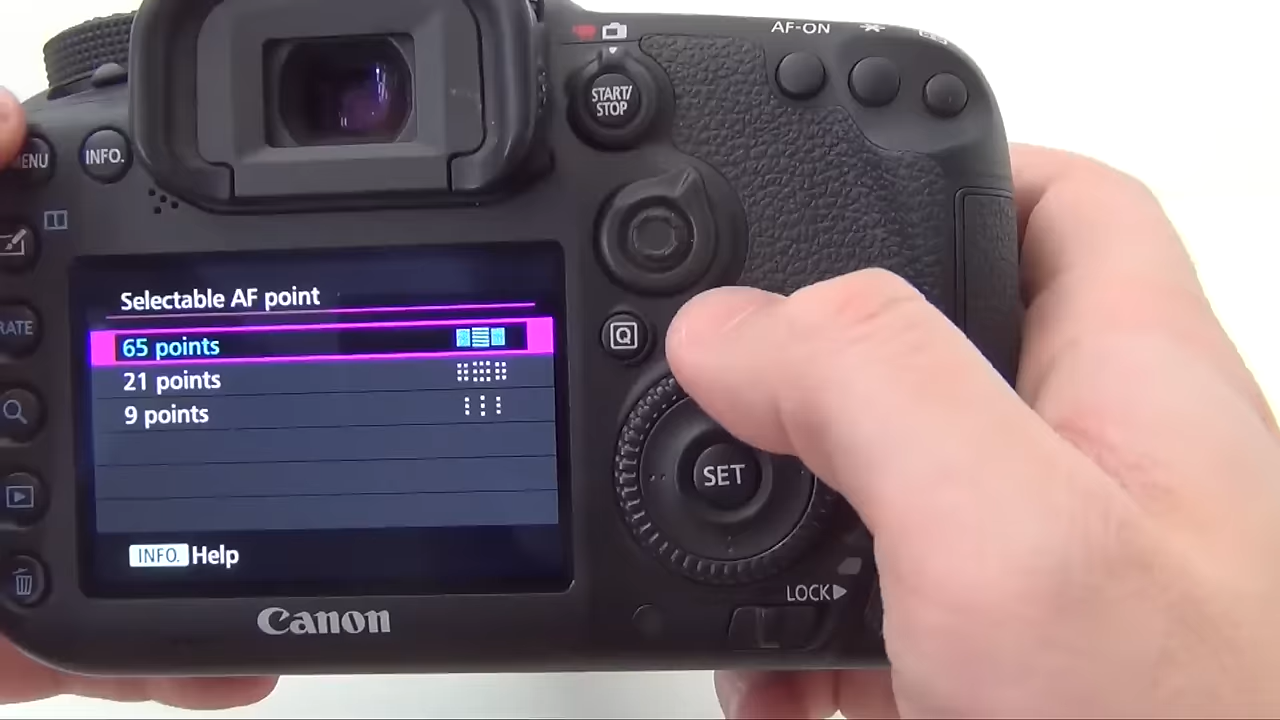 AF-ON
START/
STOP
MENU
INFO.
RATE
Q
Selectable AF point
65 points
21 points
9 points
INFO. Help
SET
LOCK
Canon